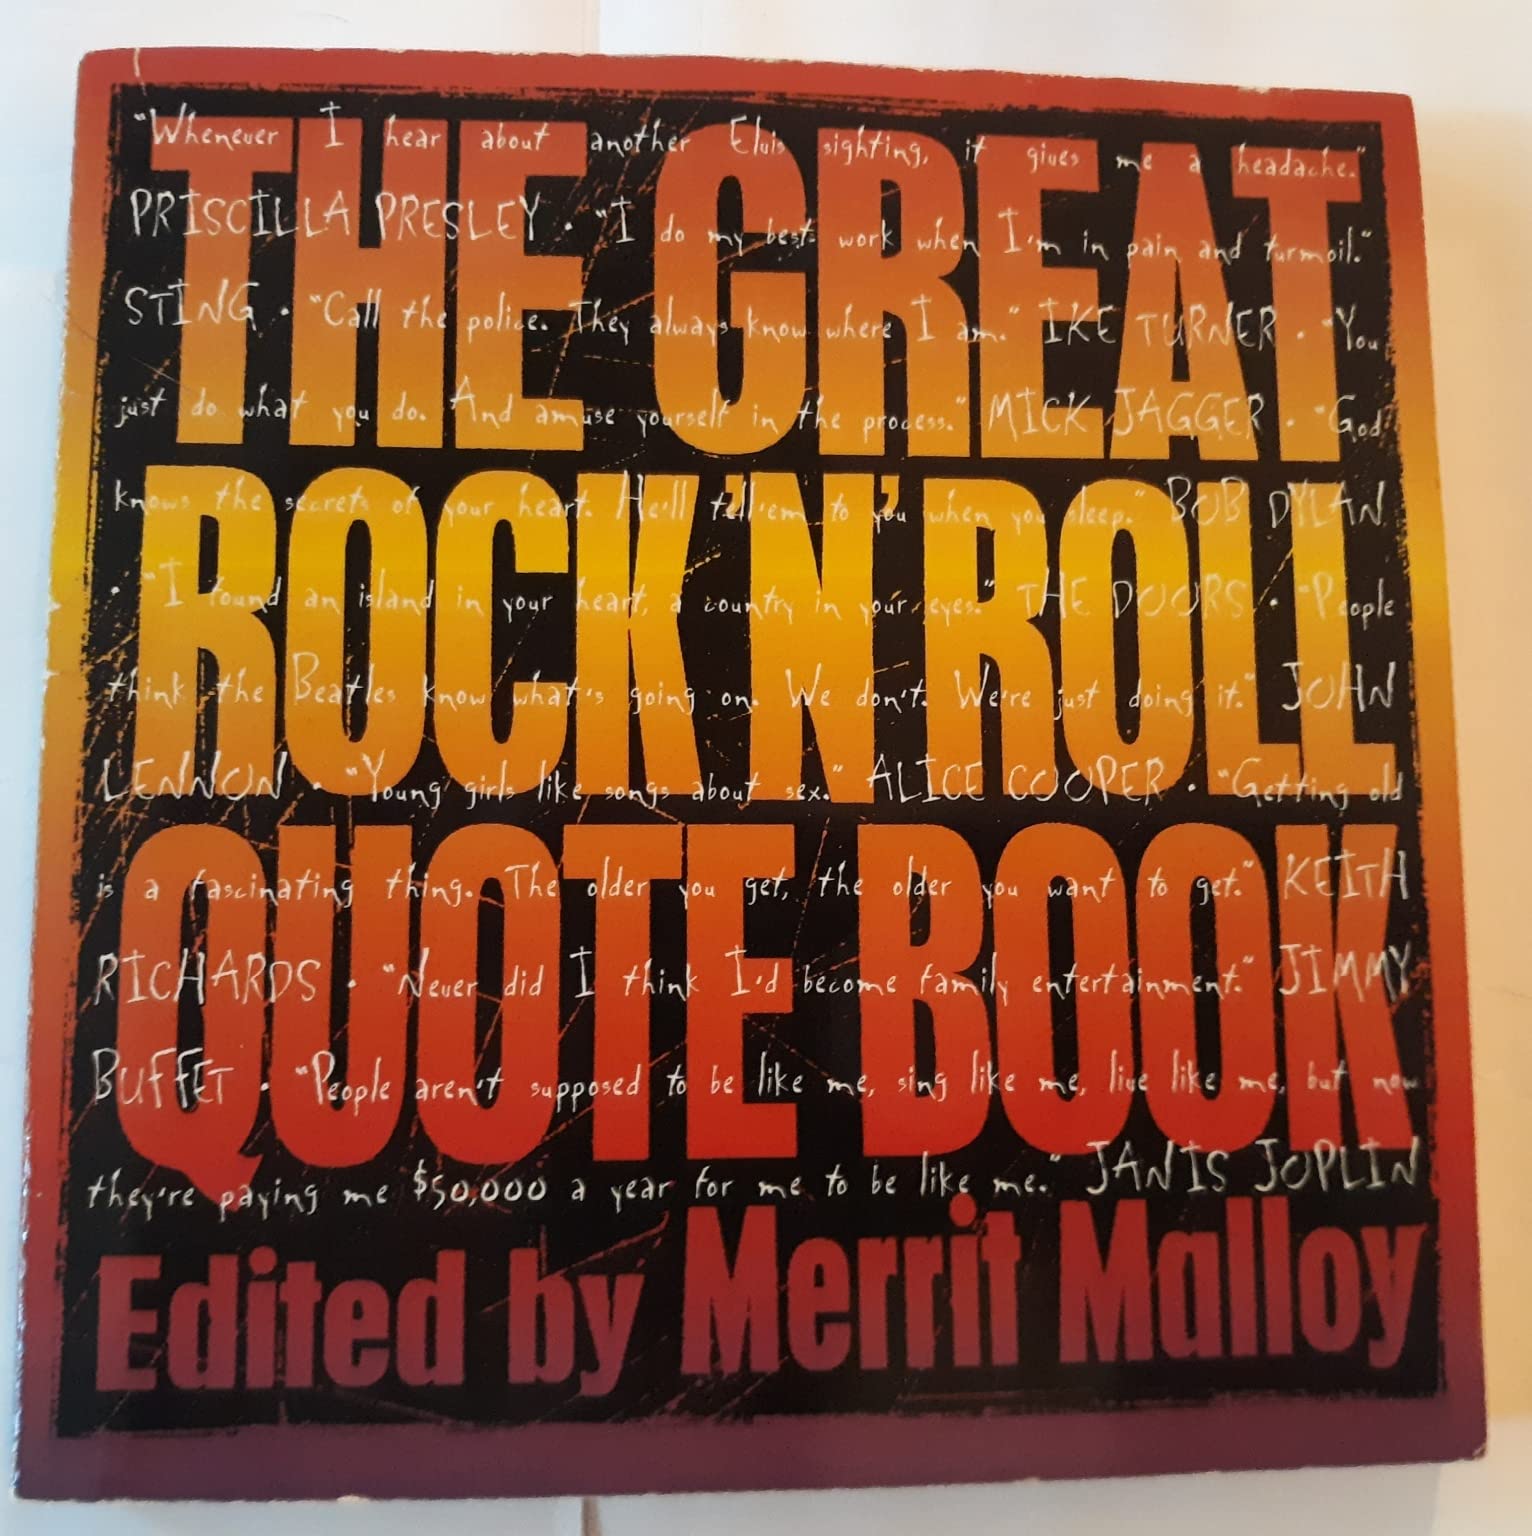 "Whenever I hear about another Elvis sighting, it gives me a headache."
PRISCILLA PRESLEY • "I do my best work when I'm in pain and turmoil."
STING • "Call the police. They always know where I am." IKE TURNER • "You
just do what you do. And amuse yourself in the process." MICK JAGGER • "God
knows the secrets of your heart. He'll tell 'em to you when you sleep." BOB DYLAN
• "I found an island in your heart, a country in your eyes." THE DOORS • "People
think the Beatles know what's going on. We don't. We're just doing it." JOHN
LENNON • "Young girls like songs about sex." ALICE COOPER • "Getting old
is a fascinating thing. The older you get, the older you want to get." KEITH
RICHARDS • "Never did I think I'd become family entertainment." JIMMY
BUFFET • "People aren't supposed to be like me, sing like me, live like me, but now
they're paying me $50,000 a year for me to be like me." JANIS JOPLIN
THE GREAT
ROCK 'N' ROLL
QUOTE BOOK
Edited by Merrit Malloy